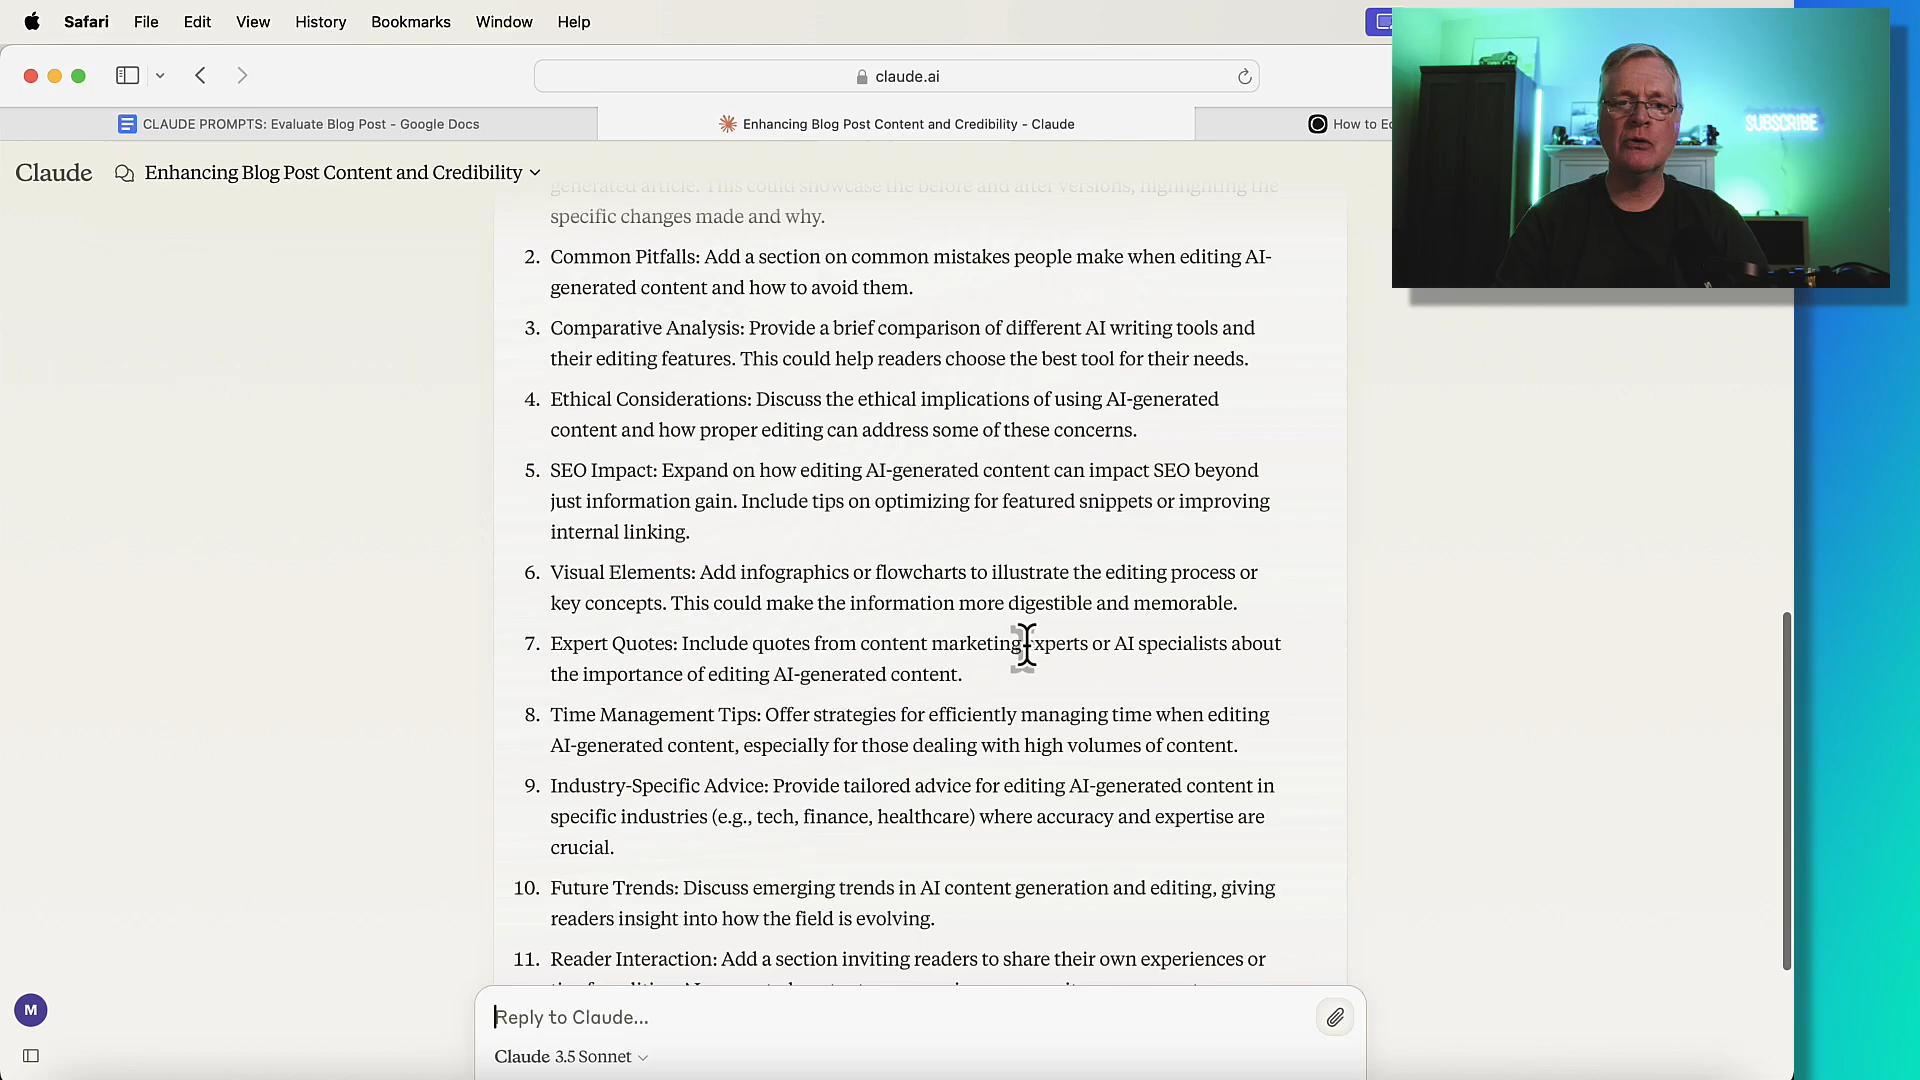 Safari File Edit View History Bookmarks Window Help
claude.ai
CLAUDE PROMPTS: Evaluate Blog Post - Google Docs
Enhancing Blog Post Content and Credibility - Claude
How to Ed
SUBSCRIBE
Claude
Enhancing Blog Post Content and Credibility
generated article. This could showcase the before and after versions, highlighting the
specific changes made and why.
2. Common Pitfalls: Add a section on common mistakes people make when editing AI-
generated content and how to avoid them.
3. Comparative Analysis: Provide a brief comparison of different AI writing tools and
their editing features. This could help readers choose the best tool for their needs.
4. Ethical Considerations: Discuss the ethical implications of using AI-generated
content and how proper editing can address some of these concerns.
5. SEO Impact: Expand on how editing AI-generated content can impact SEO beyond
just information gain. Include tips on optimizing for featured snippets or improving
internal linking.
6. Visual Elements: Add infographics or flowcharts to illustrate the editing process or
key concepts. This could make the information more digestible and memorable.
7. Expert Quotes: Include quotes from content marketing experts or AI specialists about
the importance of editing AI-generated content.
8. Time Management Tips: Offer strategies for efficiently managing time when editing
AI-generated content, especially for those dealing with high volumes of content.
9. Industry-Specific Advice: Provide tailored advice for editing AI-generated content in
specific industries (e.g., tech, finance, healthcare) where accuracy and expertise are
crucial.
10. Future Trends: Discuss emerging trends in AI content generation and editing, giving
readers insight into how the field is evolving.
11. Reader Interaction: Add a section inviting readers to share their own experiences or
M
Reply to Claude...
Claude 3.5 Sonnet